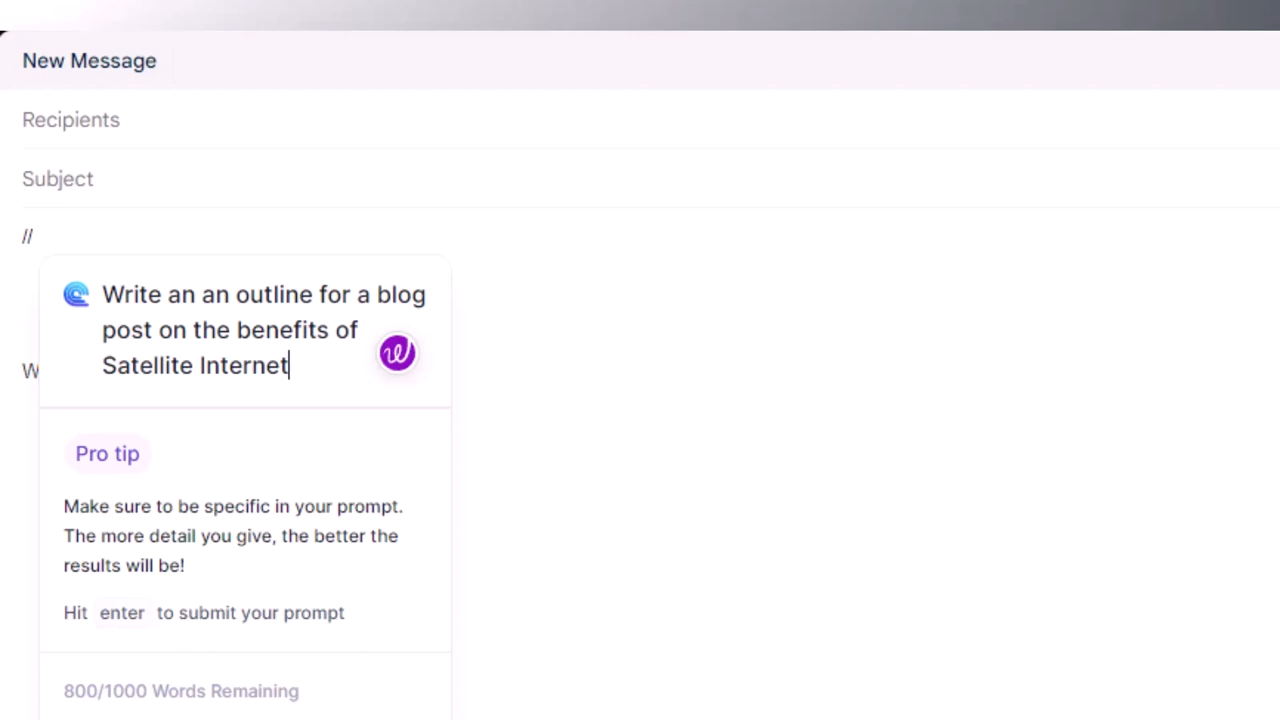 New Message
Recipients
Subject
//
Write an an outline for a blog
post on the benefits of
Satellite Internet
W
Pro tip
Make sure to be specific in your prompt.
The more detail you give, the better the
results will be!
Hit enter to submit your prompt
800/1000 Words Remaining